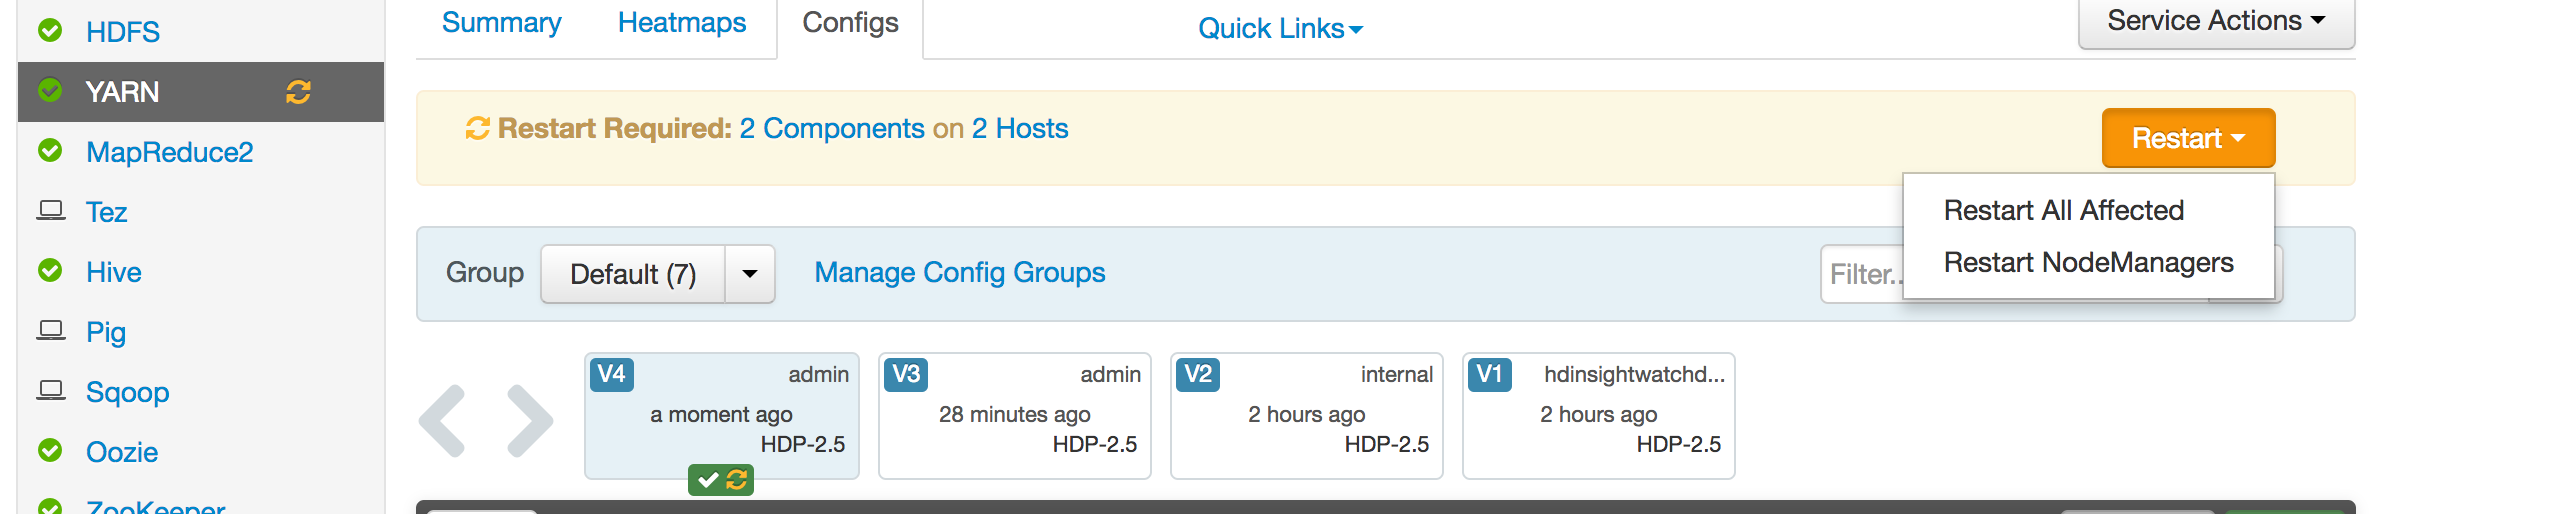 HDFS
YARN
MapReduce2
Tez
Hive
Pig
Sqoop
Oozie
ZooKeeper
Summary
Heatmaps
Configs
Quick Links
Service Actions
Restart Required: 2 Components on 2 Hosts
Restart
Restart All Affected
Restart NodeManagers
Group
Default (7)
Manage Config Groups
Filter..
V4
admin
a moment ago
HDP-2.5
V3
admin
28 minutes ago
HDP-2.5
V2
internal
2 hours ago
HDP-2.5
V1
hdinsightwatchd...
2 hours ago
HDP-2.5